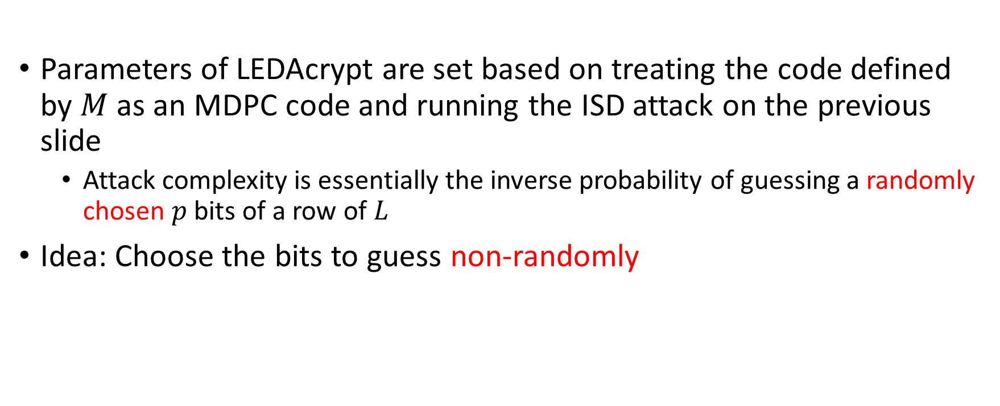 • Parameters of LEDAcrypt are set based on treating the code defined
by M as an MDPC code and running the ISD attack on the previous
slide
• Attack complexity is essentially the inverse probability of guessing a randomly
chosen p bits of a row of L
• Idea: Choose the bits to guess non-randomly